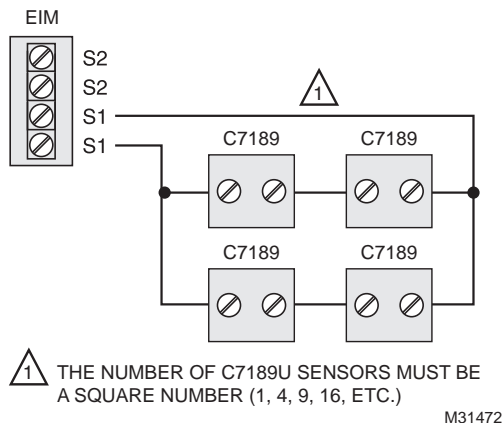 EIM
S2
S2
S1
S1
1
C7189
C7189
C7189
C7189
1 THE NUMBER OF C7189U SENSORS MUST BE
A SQUARE NUMBER (1, 4, 9, 16, ETC.)
M31472